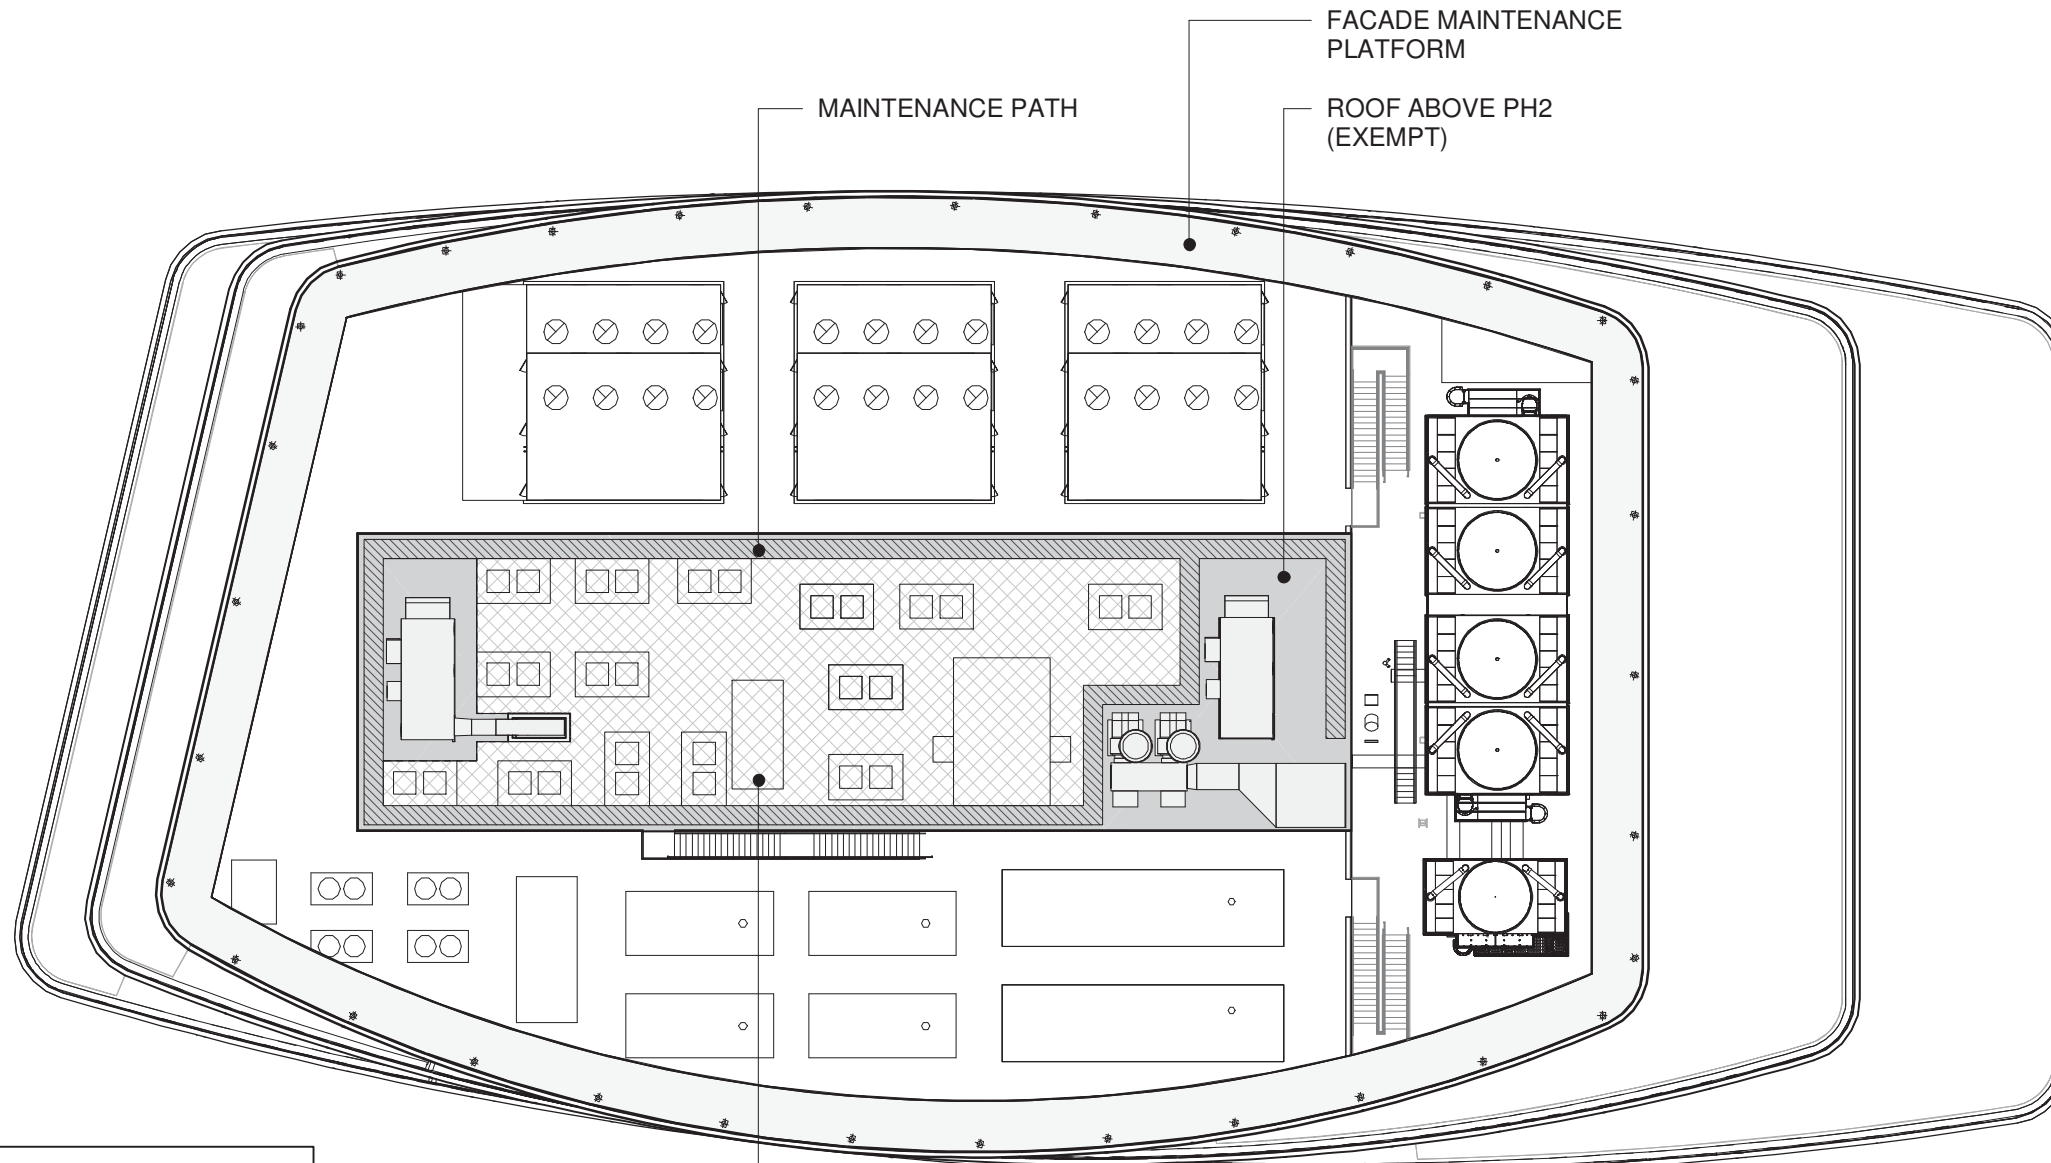 FACADE MAINTENANCE
PLATFORM
MAINTENANCE PATH
ROOF ABOVE PH2
(EXEMPT)